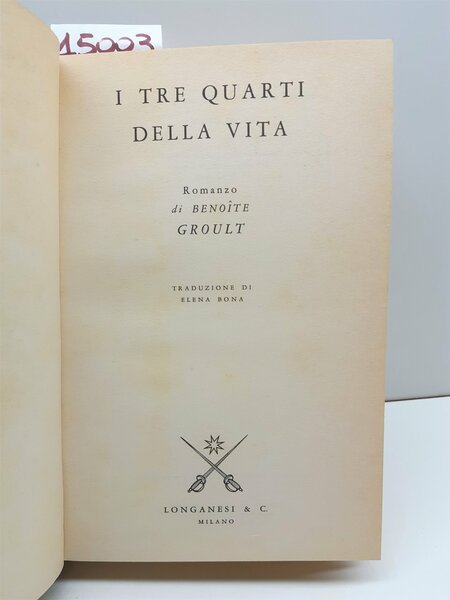 15003
I TRE QUARTI
DELLA VITA
Romanzo
di BENOÎTE
GROULT
TRADUZIONE DI
ELENA BONA
LONGANESI & C.
MILANO